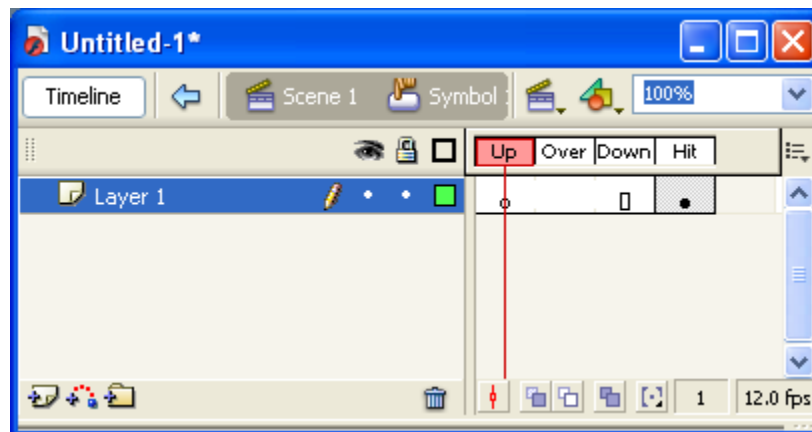 Untitled-1*
Timeline Scene 1 Symbol 100%
Up Over Down Hit
Layer 1
1 12.0 fps